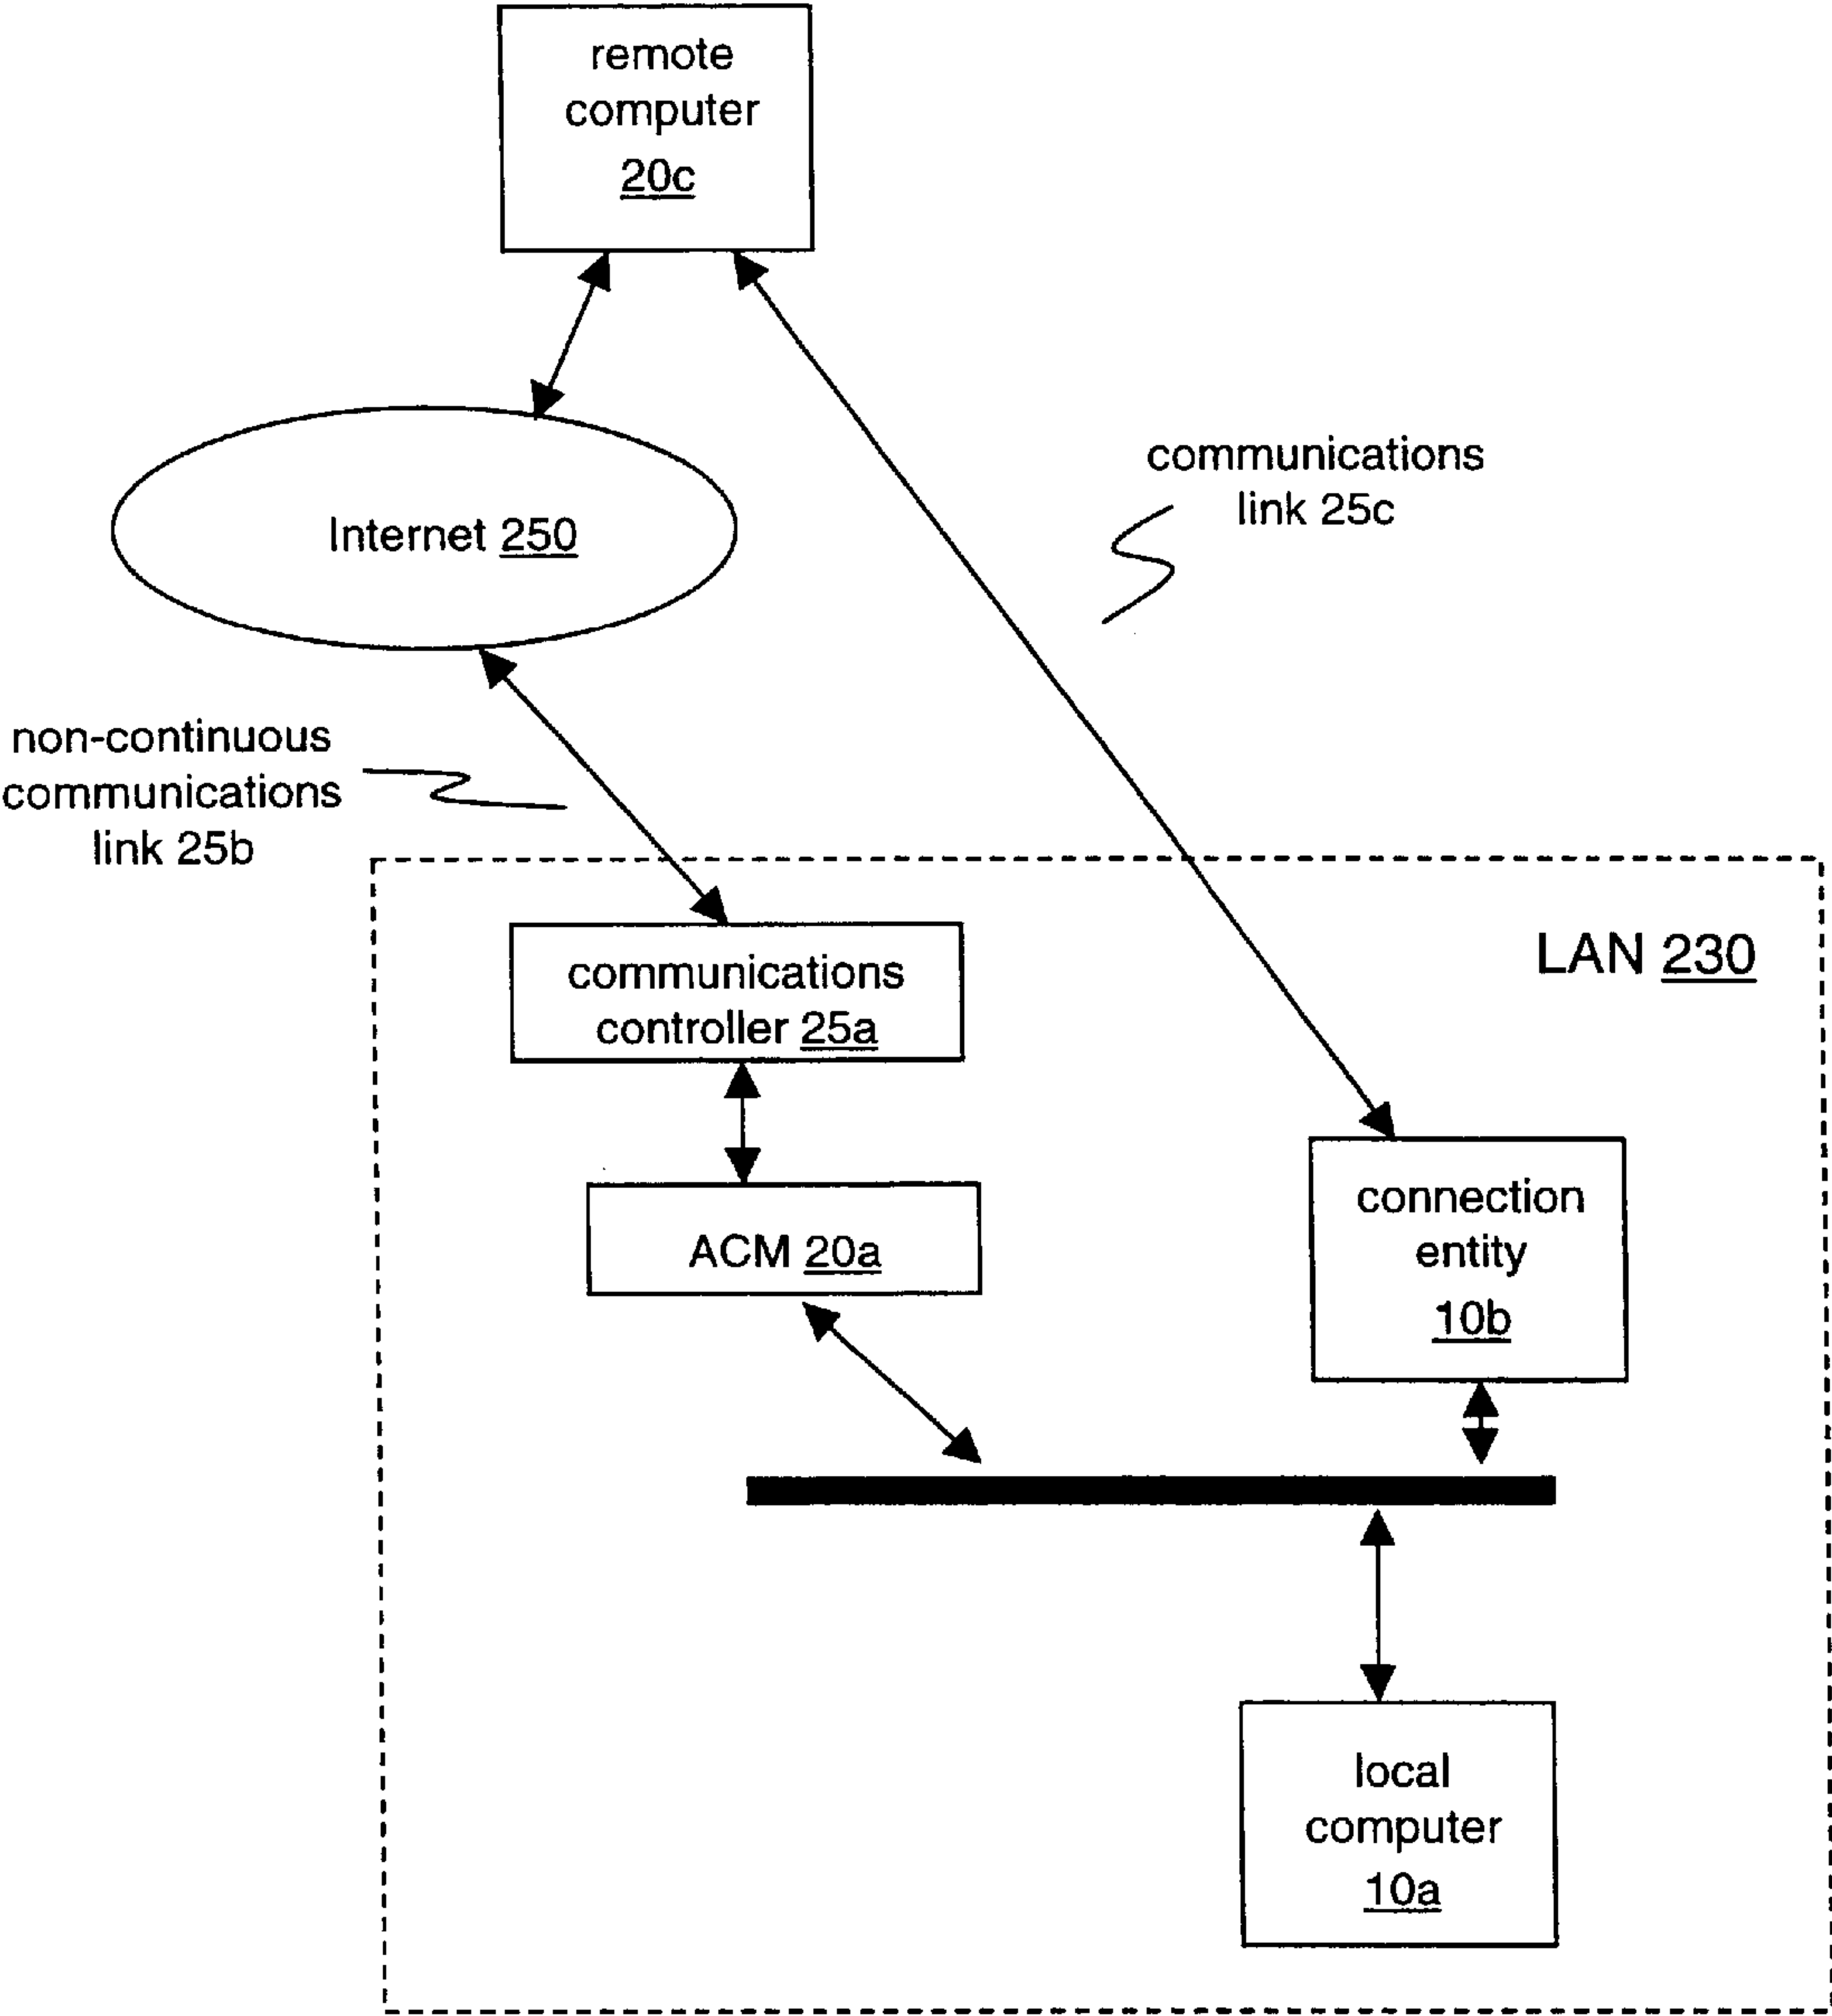 remote
computer
20c
communications
link 25c
Internet 250
non-continuous
communications
link 25b
LAN 230
communications
controller 25a
connection
entity
10b
ACM 20a
local
computer
10a